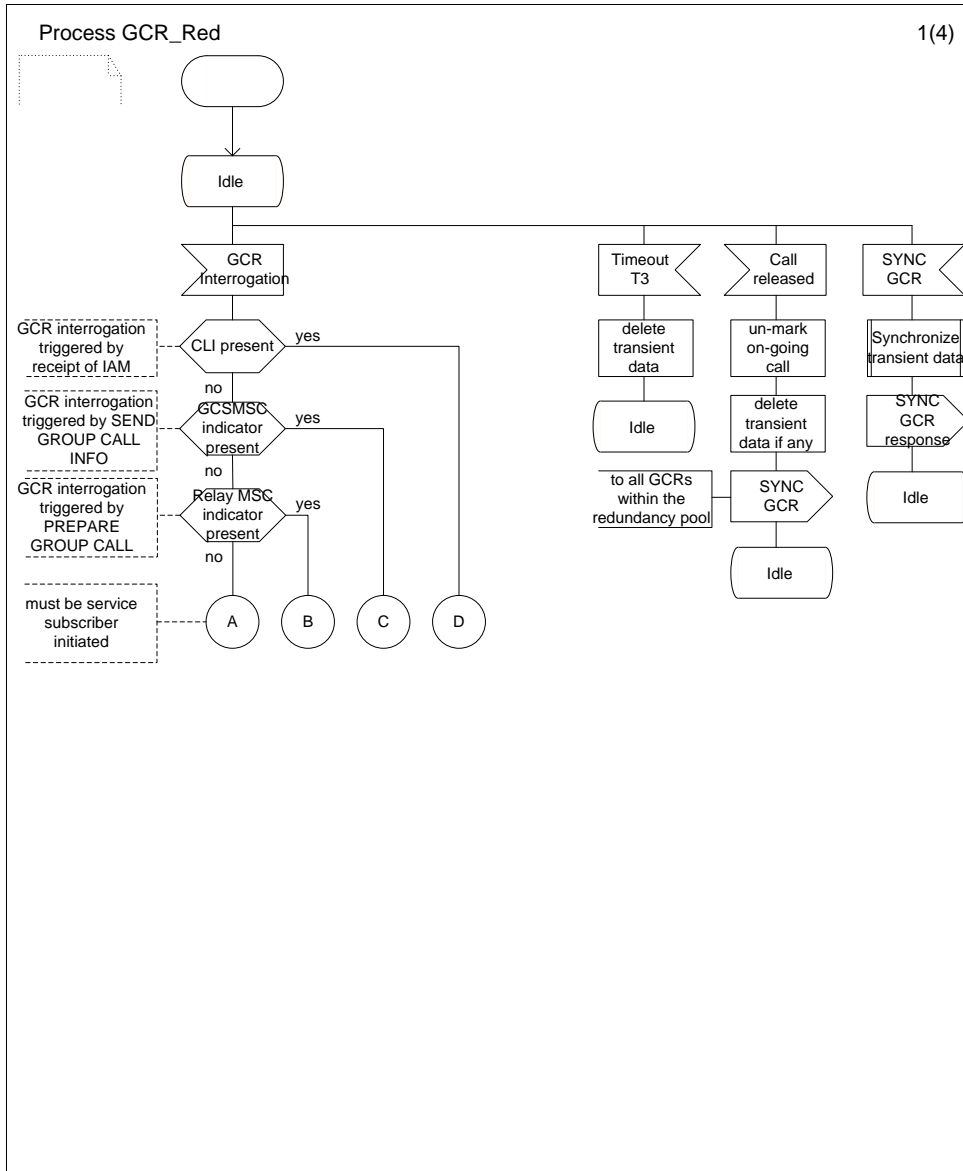 Process GCR_Red
1(4)
Idle
GCR
Interrogation
Timeout
T3
Call
released
SYNC
GCR
GCR interrogation
triggered by
receipt of IAM
CLI present
yes
no
delete
transient
data
un-mark
on-going
call
Synchronize
transient data
GCR interrogation
triggered by SEND
GROUP CALL
INFO
GCSMSC
indicator
present
yes
no
Idle
delete
transient
data if any
SYNC
GCR
response
GCR interrogation
triggered by
PREPARE
GROUP CALL
Relay MSC
indicator
present
yes
no
to all GCRs
within the
redundancy pool
SYNC
GCR
Idle
Idle
must be service
subscriber
initiated
A
B
C
D